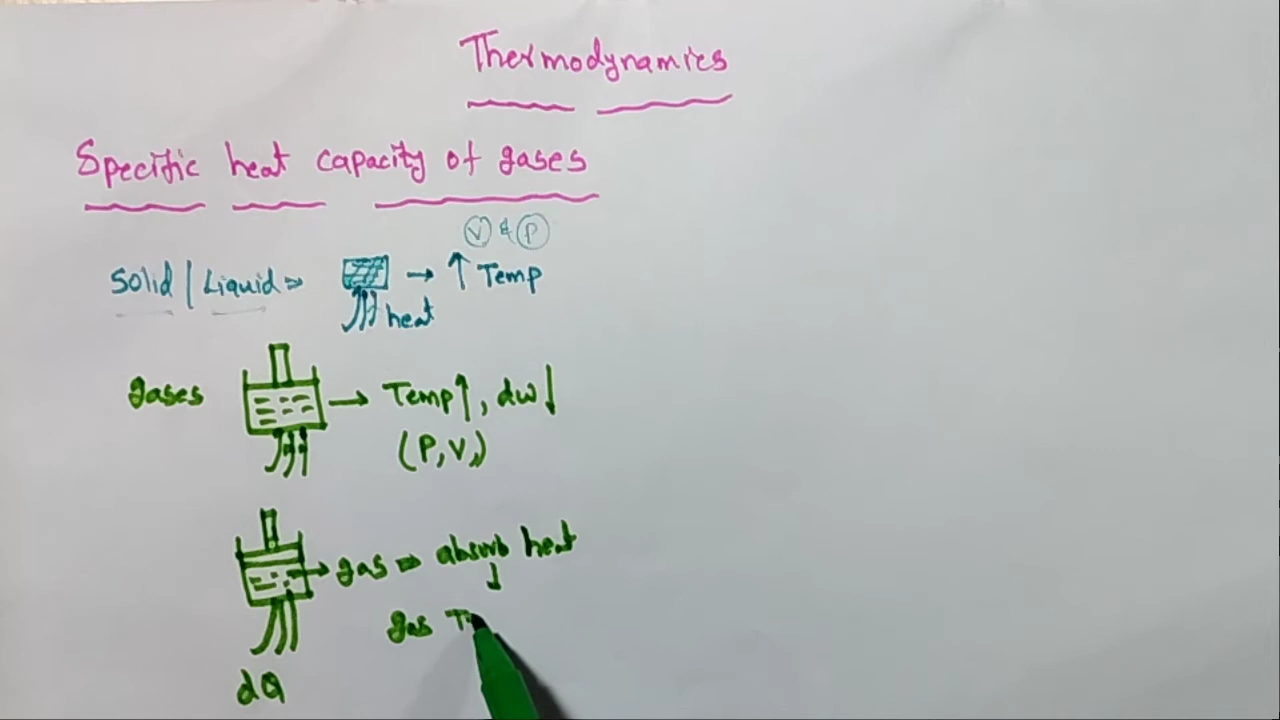 Thermodynamics
Specific heat capacity of gases
V & P
Solid | Liquid ⇒ → ↑ Temp
heat
gases → Temp↑, dw↓
(P, V,)
→ gas ⇒ absorb heat
↓
gas T
dQ